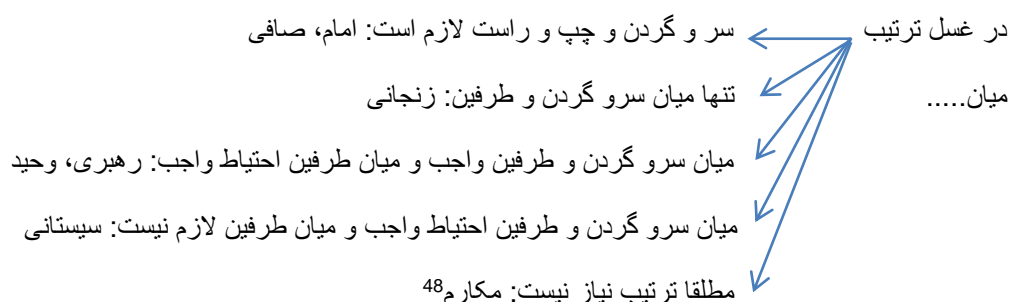 در غسل ترتیب
میان.....
سر و گردن و چپ و راست لازم است: امام، صافی
تنها میان سرو گردن و طرفین: زنجانی
میان سرو گردن و طرفین واجب و میان طرفین احتیاط واجب: رهبری، وحید
میان سرو گردن و طرفین احتیاط واجب و میان طرفین لازم نیست: سیستانی
مطلقا ترتیب نیاز نیست: مکارم48